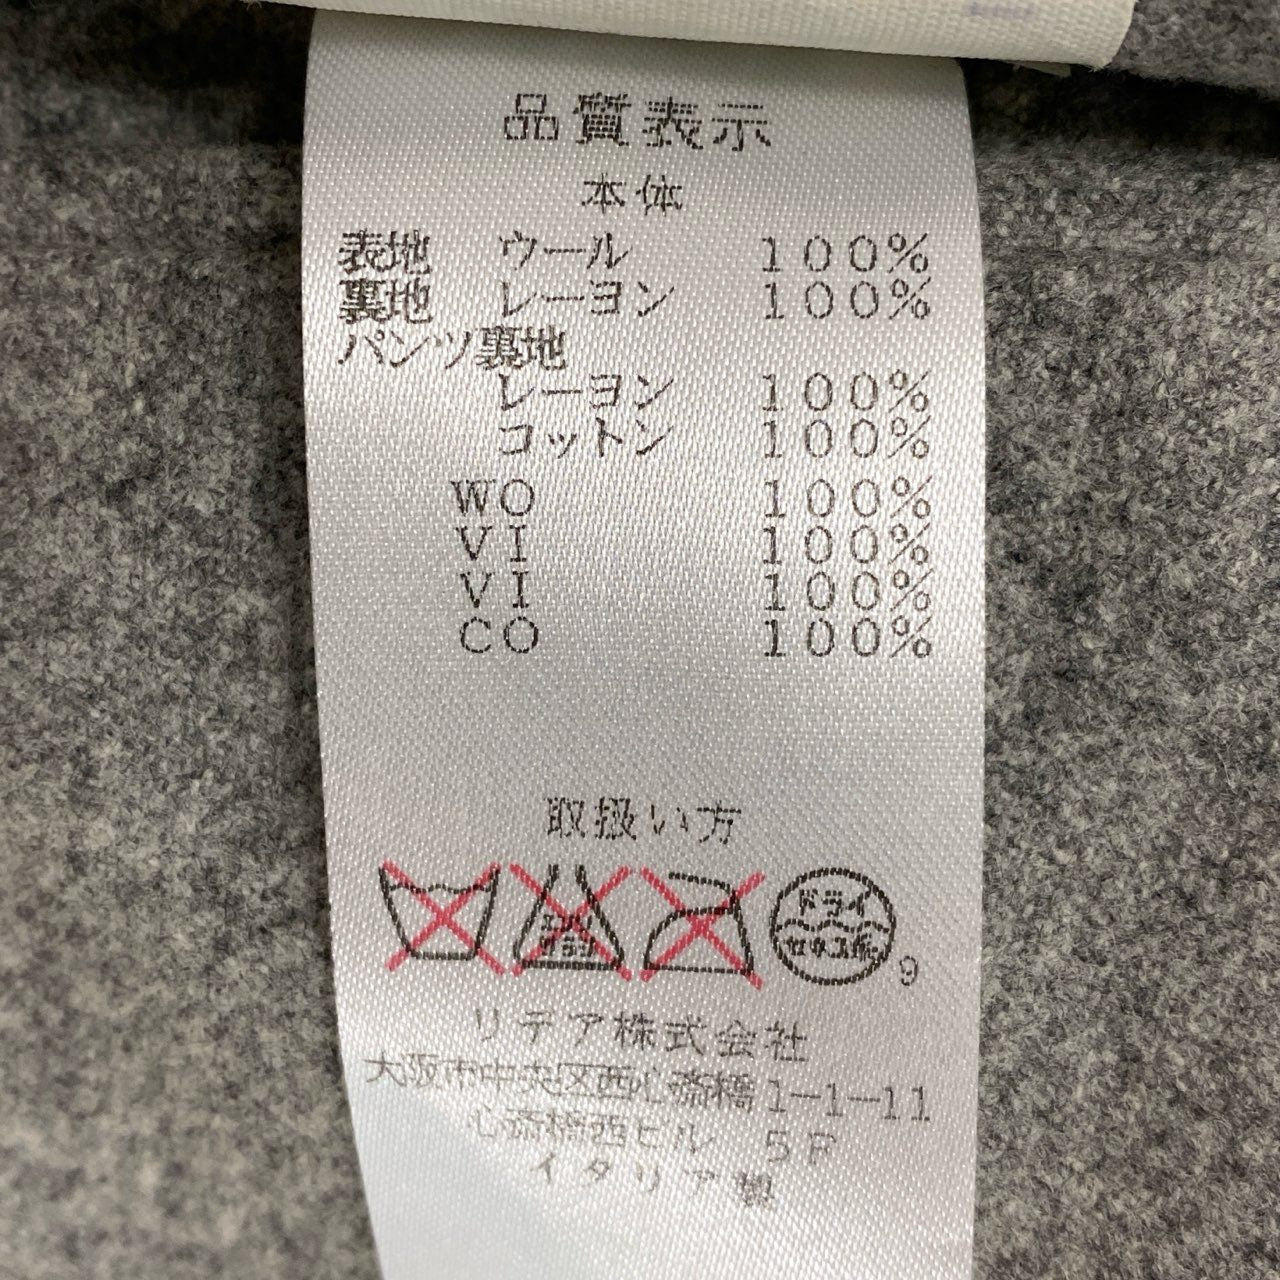 品質表示
本体
表地 ウール 100%
裏地 レーヨン 100%
パンツ裏地
レーヨン 100%
コットン 100%
WO 100%
VI 100%
VI 100%
CO 100%
取扱い方
ドライ
セキユ系
9
リデア株式会社
大阪市中央区西心斎橋1-1-11
心斎橋西ビル 5F
イタリア製